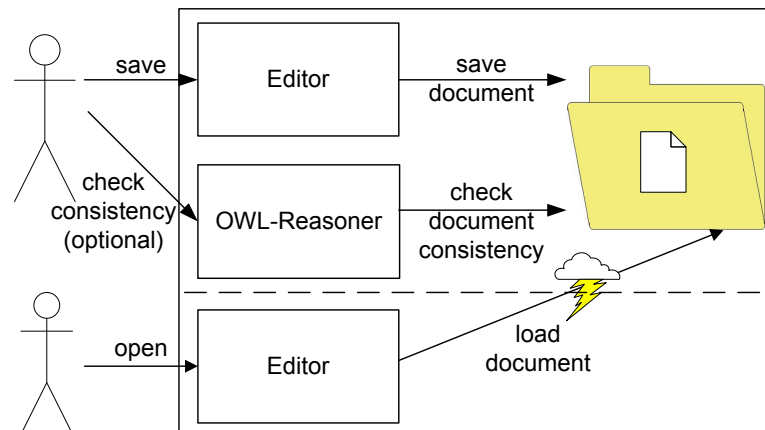 save
Editor
save
document
check
consistency
(optional)
OWL-Reasoner
check
document
consistency
open
Editor
load
document